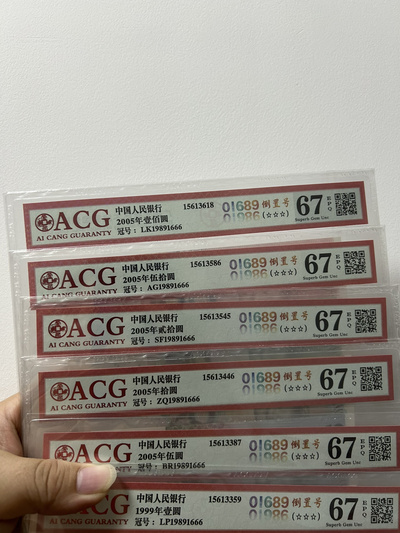 ACG
AI CANG GUARANTY
中国人民银行 15613618
2005年壹佰圆
冠号：LK19891666
01689 倒置号
01986 (☆☆☆)
67 EPQ
Superb Gem Unc
ACG
AI CANG GUARANTY
中国人民银行 15613586
2005年伍拾圆
冠号：AG19891666
01689 倒置号
01986 (☆☆☆)
67 EPQ
Superb Gem Unc
ACG
AI CANG GUARANTY
中国人民银行 15613545
2005年贰拾圆
冠号：SF19891666
01689 倒置号
01986 (☆☆☆)
67 EPQ
Superb Gem Unc
ACG
AI CANG GUARANTY
中国人民银行 15613446
2005年拾圆
冠号：ZQ19891666
01689 倒置号
01986 (☆☆☆)
67 EPQ
Superb Gem Unc
ACG
中国人民银行 15613387
2005年伍圆
冠号：BR19891666
01689 倒置号
01986 (☆☆☆)
67 EPQ
Superb Gem Unc
ACG
GUARANTY
中国人民银行 15613359
1999年壹圆
冠号：LP19891666
01689 倒置号
01986 (☆☆☆)
67 EPQ
Superb Gem Unc